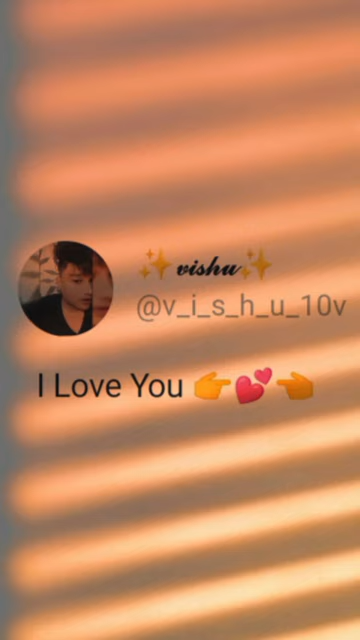 ✨𝓿𝓲𝓼𝓱𝓾✨
@v_i_s_h_u_10v
I Love You 👉💕👈